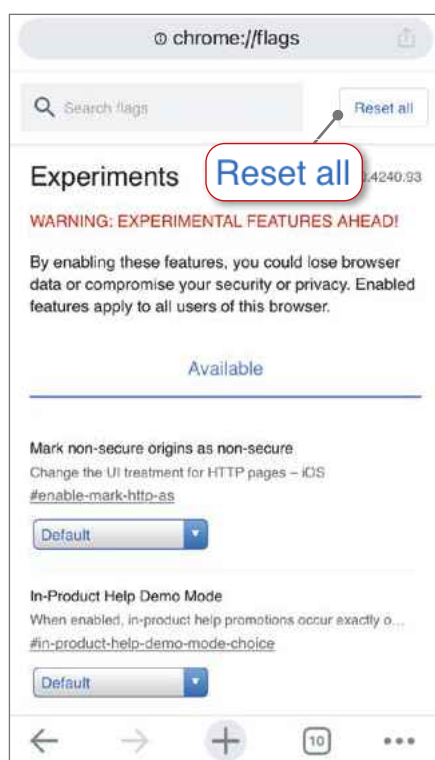 chrome://flags
Search flags
Reset all
Reset all
Experiments
.4240.93
WARNING: EXPERIMENTAL FEATURES AHEAD!
By enabling these features, you could lose browser
data or compromise your security or privacy. Enabled
features apply to all users of this browser.
Available
Mark non-secure origins as non-secure
Change the UI treatment for HTTP pages – iOS
#enable-mark-http-as
Default
In-Product Help Demo Mode
When enabled, in-product help promotions occur exactly o...
#in-product-help-demo-mode-choice
Default
10